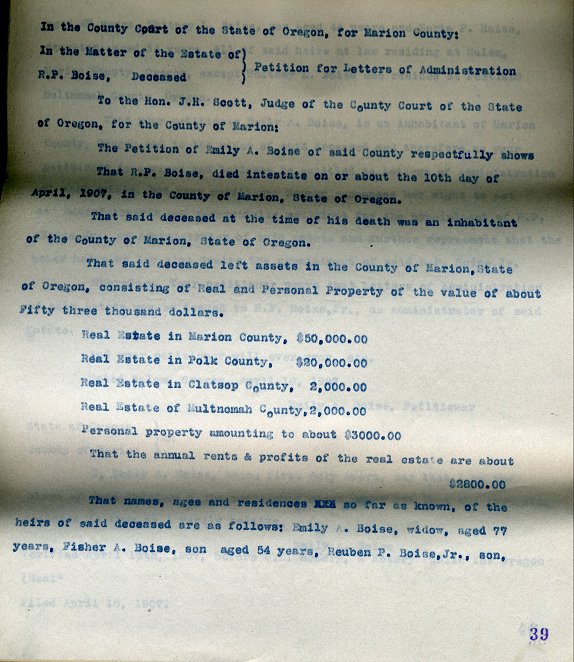 In the County Court of the State of Oregon, for Marion County:
In the Matter of the Estate of}
R.P. Boise, Deceased } Petition for Letters of Administration
To the Hon. J.H. Scott, Judge of the County Court of the State
of Oregon, for the County of Marion:
The Petition of Emily A. Boise of said County respectfully shows
That R.P. Boise, died intestate on or about the 10th day of
April, 1907, in the County of Marion, State of Oregon.
That said deceased at the time of his death was an inhabitant
of the County of Marion, State of Oregon.
That said deceased left assets in the County of Marion,State
of Oregon, consisting of Real and Personal Property of the value of about
Fifty three thousand dollars.
Real Estate in Marion County, $50,000.00
Real Estate in Polk County, $20,000.00
Real Estate in Clatsop County, 2,000.00
Real Estate of Multnomah County,2,000.00
Personal property amounting to about $3000.00
That the annual rents & profits of the real estate are about
$2800.00
That names, ages and residences XXX so far as known, of the
heirs of said deceased are as follows: Emily A. Boise, widow, aged 77
years, Fisher A. Boise, son aged 54 years, Reuben P. Boise,Jr., son,
Filed April 18, 1907.
39